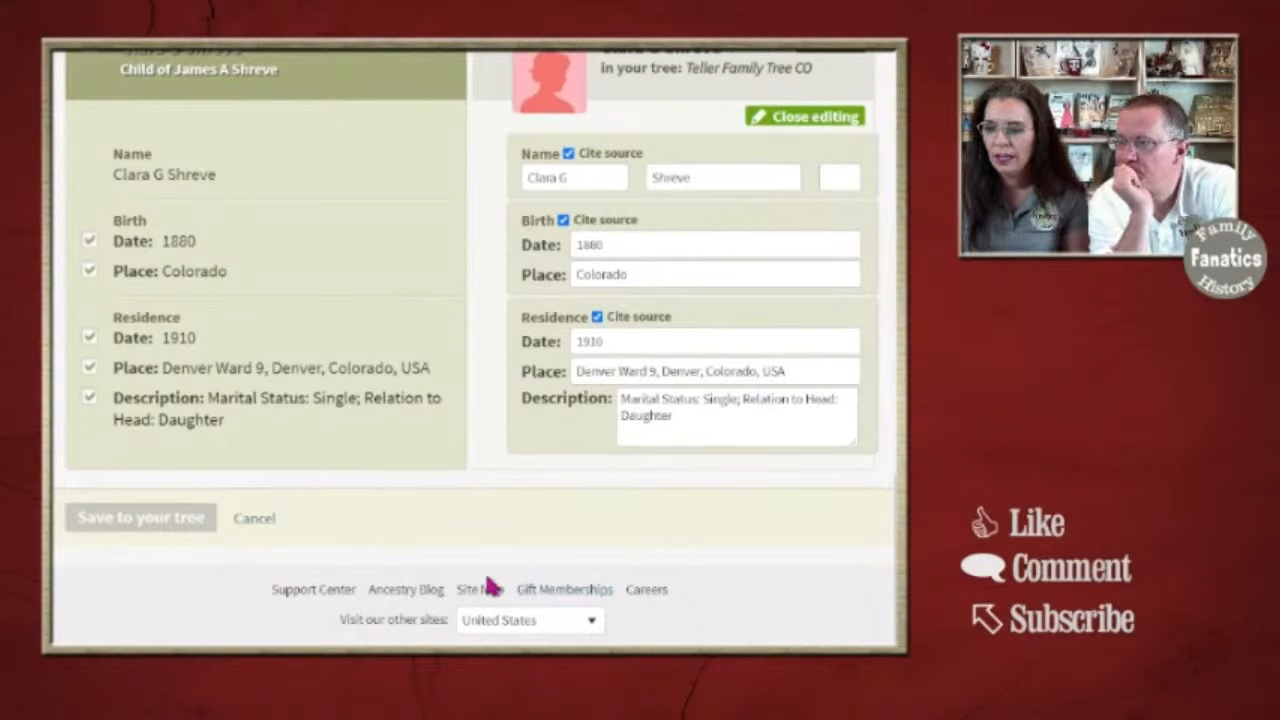 Child of James A Shreve
In your tree: Teller Family Tree CO
Close editing
Name
Clara G Shreve
Birth
Date: 1880
Place: Colorado
Residence
Date: 1910
Place: Denver Ward 9, Denver, Colorado, USA
Description: Marital Status: Single; Relation to
Head: Daughter
Name Cite source
Clara G Shreve
Birth Cite source
Date: 1880
Place: Colorado
Residence Cite source
Date: 1910
Place: Denver Ward 9, Denver, Colorado, USA
Description: Marital Status: Single; Relation to Head:
Daughter
Save to your tree Cancel
Support Center Ancestry Blog Site Gift Memberships Careers
Visit our other sites: United States
Family
Fanatics
History
Like
Comment
Subscribe